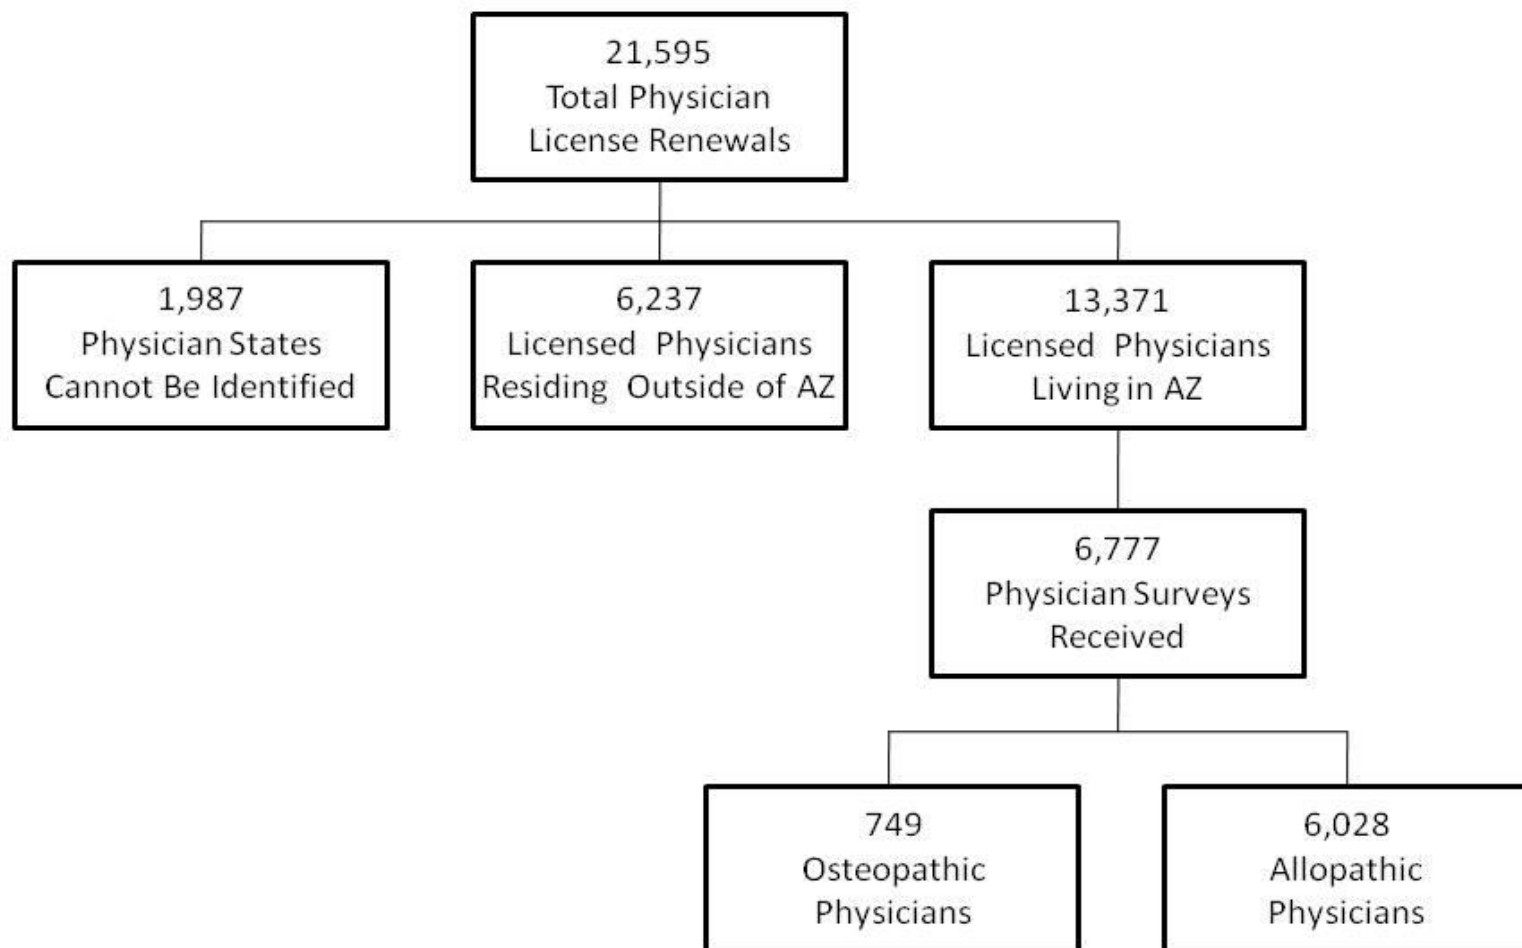 21,595
Total Physician
License Renewals
1,987
Physician States
Cannot Be Identified
6,237
Licensed Physicians
Residing Outside of AZ
13,371
Licensed Physicians
Living in AZ
6,777
Physician Surveys
Received
749
Osteopathic
Physicians
6,028
Allopathic
Physicians